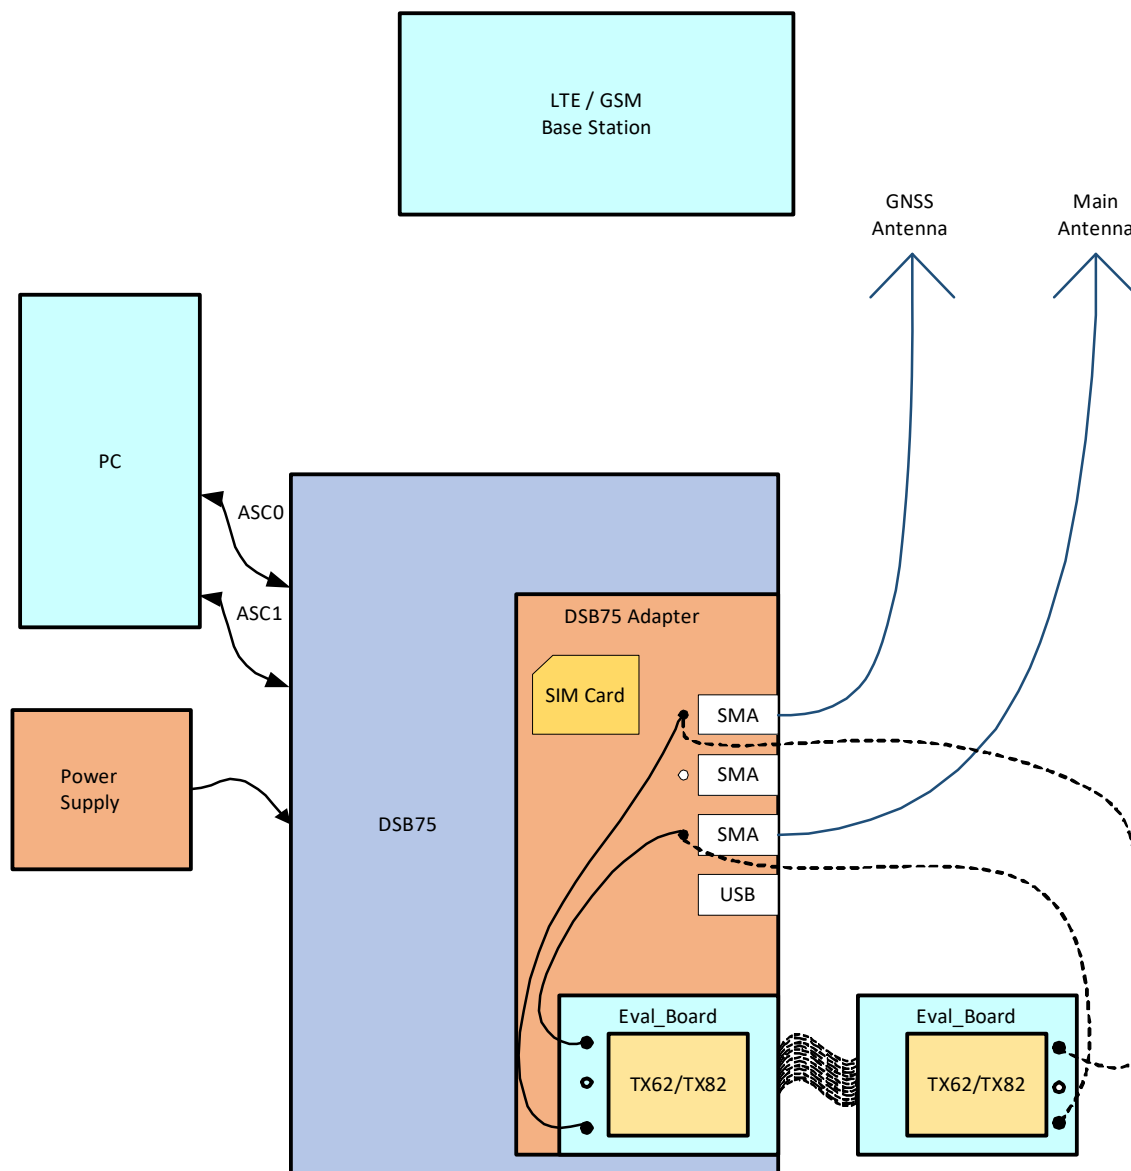 LTE / GSM
Base Station
GNSS
Antenna
Main
Antenna
PC
ASC0
ASC1
DSB75 Adapter
SIM Card
SMA
SMA
SMA
USB
Power
Supply
DSB75
Eval_Board
TX62/TX82
Eval_Board
TX62/TX82